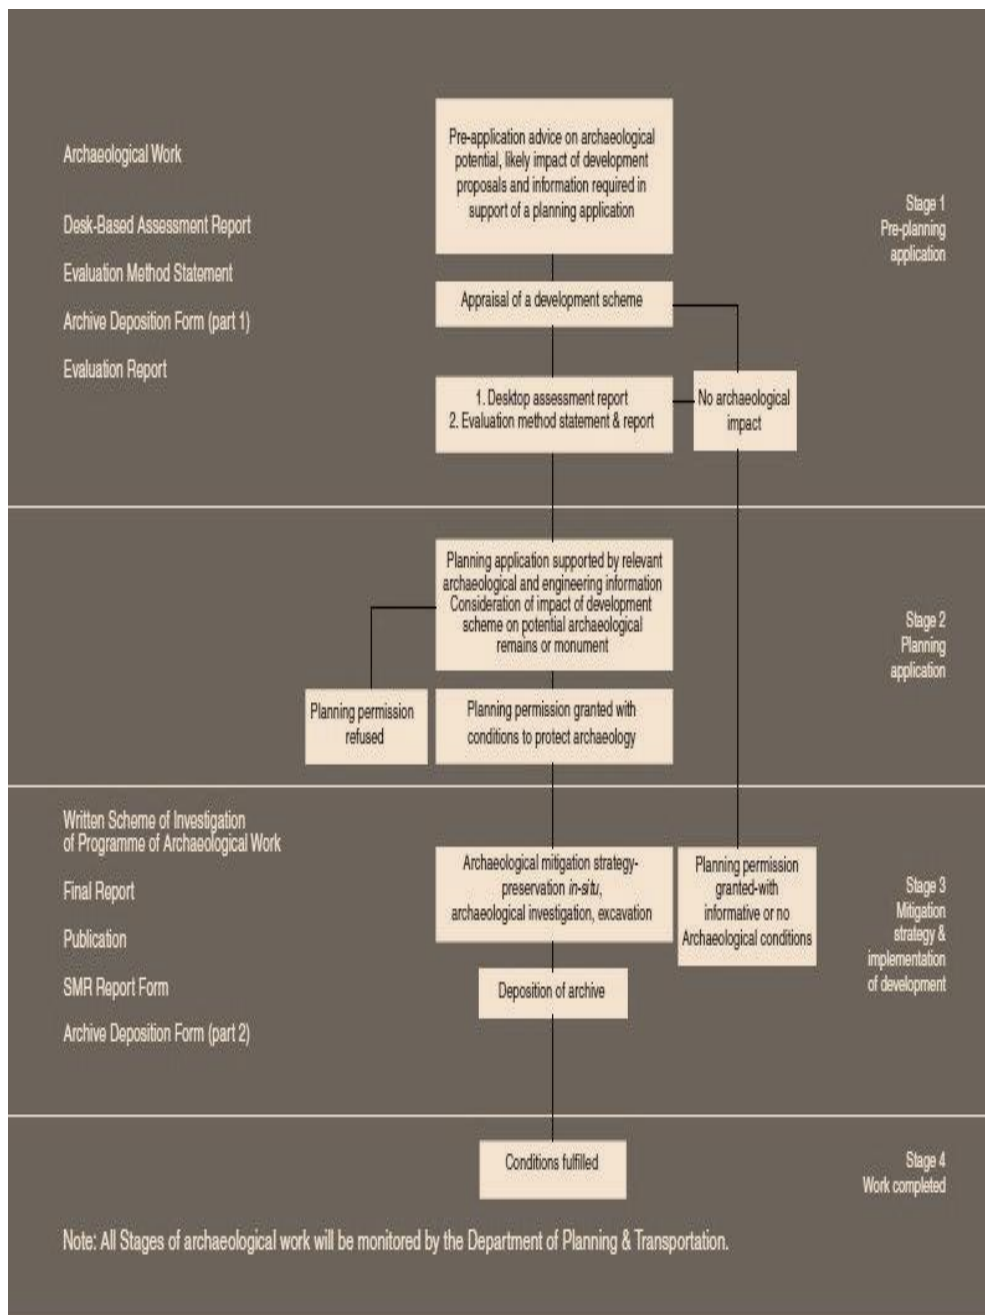 Archaeological Work
Desk-Based Assessment Report
Evaluation Method Statement
Archive Deposition Form (part 1)
Evaluation Report
Pre-application advice on archaeological
potential, likely impact of development
proposals and information required in
support of a planning application
Appraisal of a development scheme
1. Desktop assessment report
2. Evaluation method statement & report
No archaeological
impact
Stage 1
Pre-planning
application
Planning application supported by relevant
archaeological and engineering information
Consideration of impact of development
scheme on potential archaeological
remains or monument
Planning permission
refused
Planning permission granted with
conditions to protect archaeology
Stage 2
Planning
application
Written Scheme of Investigation
of Programme of Archaeological Work
Final Report
Publication
SMR Report Form
Archive Deposition Form (part 2)
Archaeological mitigation strategy-
preservation in-situ,
archaeological investigation, excavation
Deposition of archive
Planning permission
granted-with
informative or no
Archaeological conditions
Stage 3
Mitigation
strategy &
implementation
of development
Conditions fulfilled
Stage 4
Work completed
Note: All Stages of archaeological work will be monitored by the Department of Planning & Transportation.